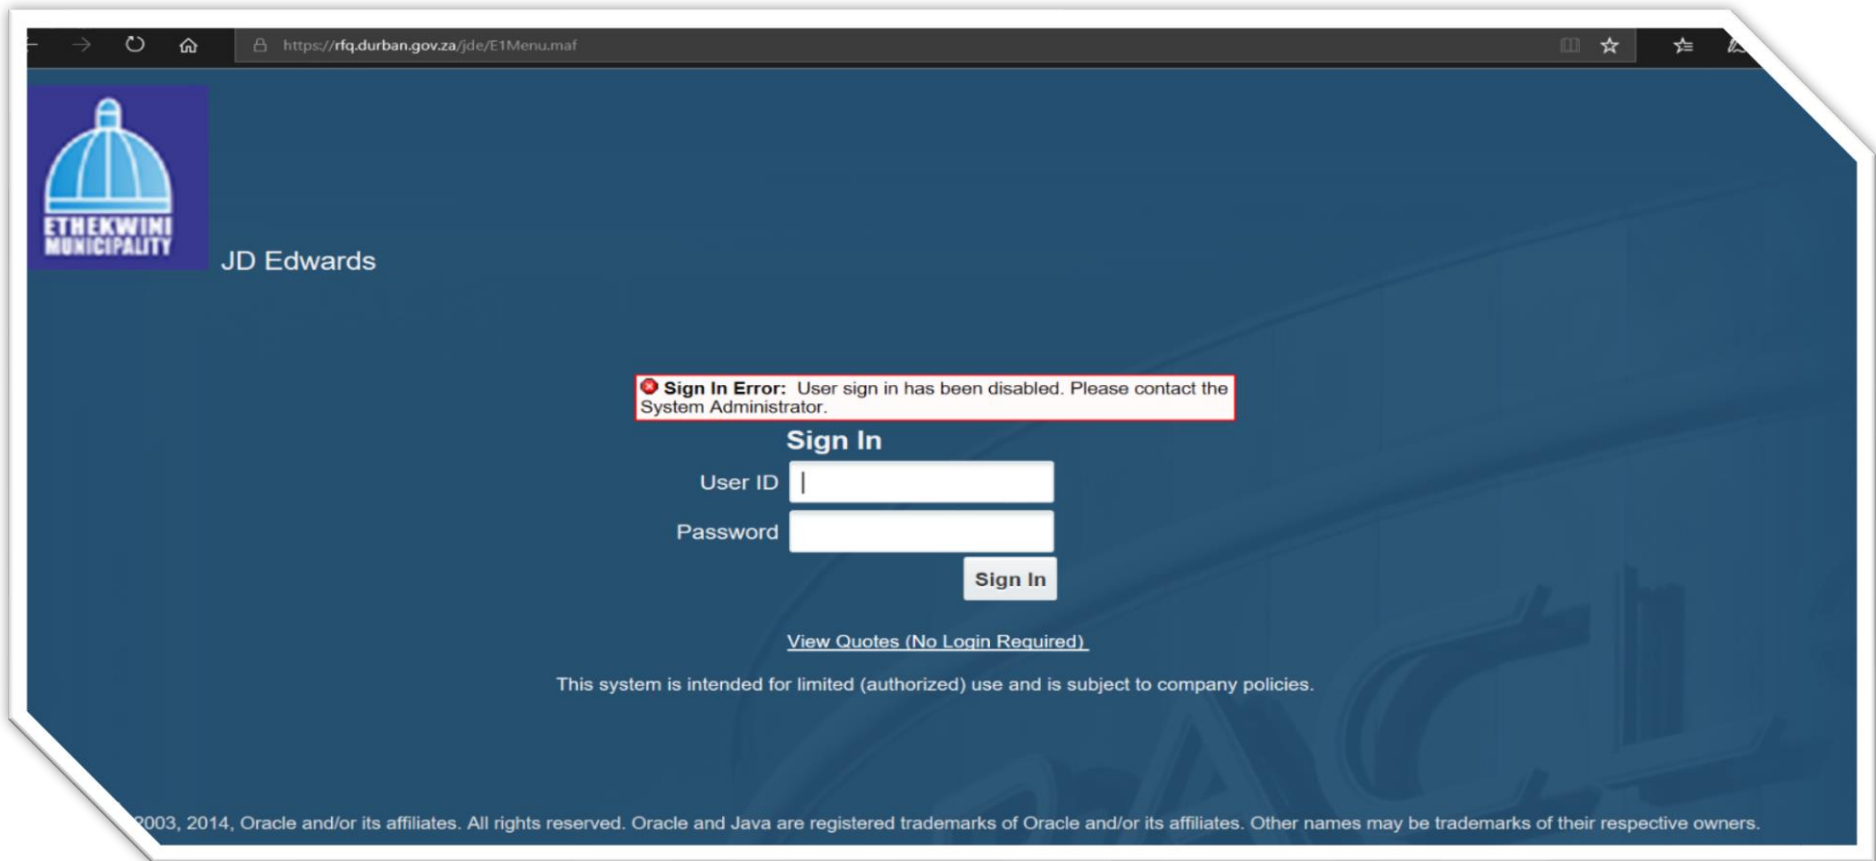 https://rfq.durban.gov.za/jde/E1Menu.maf
ETHEKWINI
MUNICIPALITY
JD Edwards
Sign In Error: User sign in has been disabled. Please contact the
System Administrator.
Sign In
User ID
Password
Sign In
View Quotes (No Login Required)
This system is intended for limited (authorized) use and is subject to company policies.
2003, 2014, Oracle and/or its affiliates. All rights reserved. Oracle and Java are registered trademarks of Oracle and/or its affiliates. Other names may be trademarks of their respective owners.